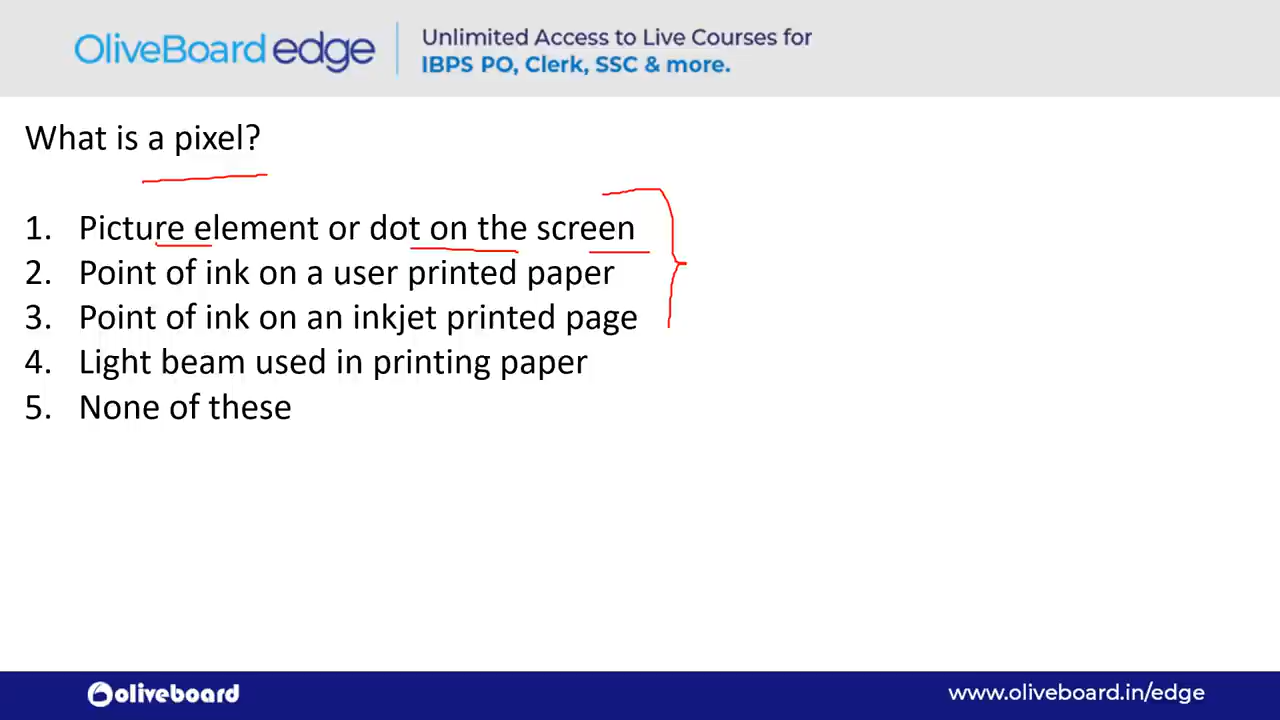 OliveBoard edge
Unlimited Access to Live Courses for
IBPS PO, Clerk, SSC & more.
What is a pixel?
1. Picture element or dot on the screen
2. Point of ink on a user printed paper
3. Point of ink on an inkjet printed page
4. Light beam used in printing paper
5. None of these
oliveboard
www.oliveboard.in/edge